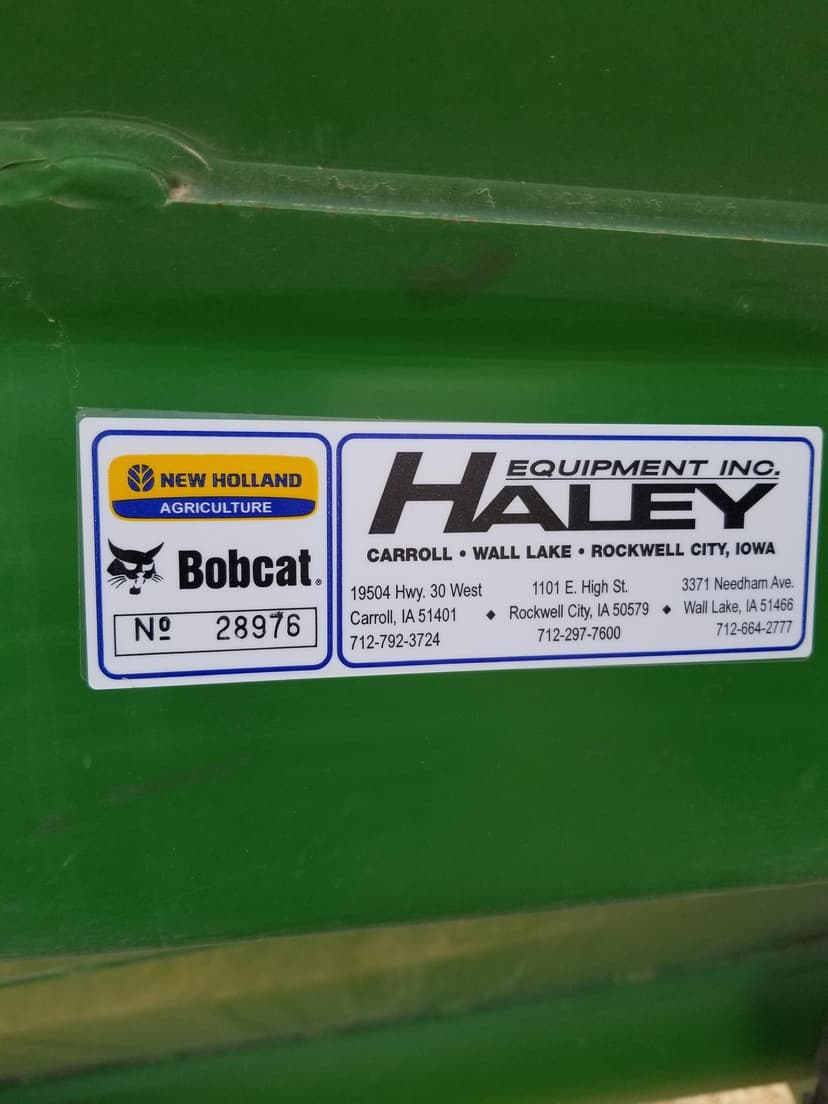 NEW HOLLAND
AGRICULTURE
Bobcat®
Nº 28976
HALEY EQUIPMENT INC.
CARROLL • WALL LAKE • ROCKWELL CITY, IOWA
19504 Hwy. 30 West
Carroll, IA 51401
712-792-3724
◆
1101 E. High St.
Rockwell City, IA 50579
712-297-7600
◆
3371 Needham Ave.
Wall Lake, IA 51466
712-664-2777